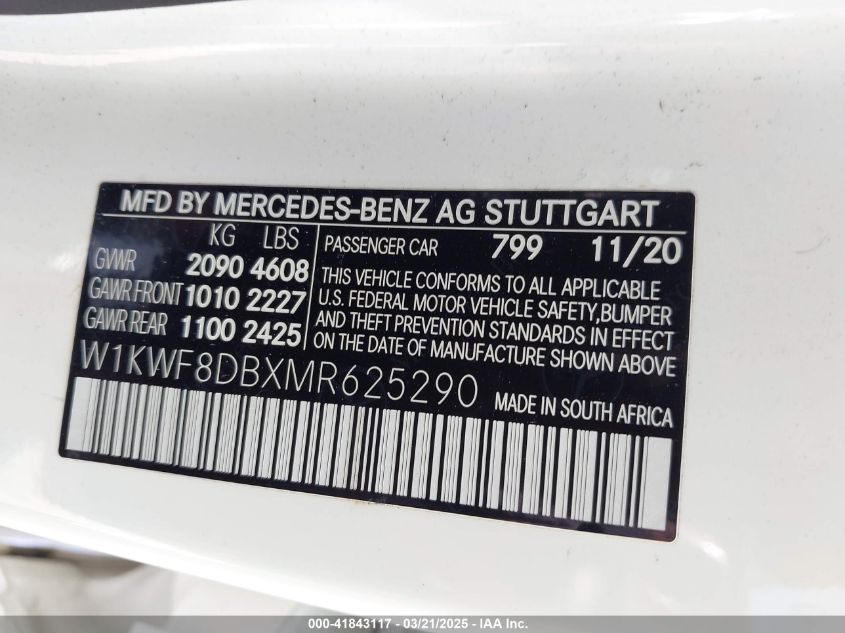 MFD BY MERCEDES-BENZ AG STUTTGART
KG LBS
GVWR 2090 4608
GAWR FRONT 1010 2227
GAWR REAR 1100 2425
PASSENGER CAR 799 11/20
THIS VEHICLE CONFORMS TO ALL APPLICABLE
U.S. FEDERAL MOTOR VEHICLE SAFETY,BUMPER
AND THEFT PREVENTION STANDARDS IN EFFECT
ON THE DATE OF MANUFACTURE SHOWN ABOVE
W1KWF8DBXMR625290
MADE IN SOUTH AFRICA
000-41843117 - 03/21/2025 - IAA Inc.